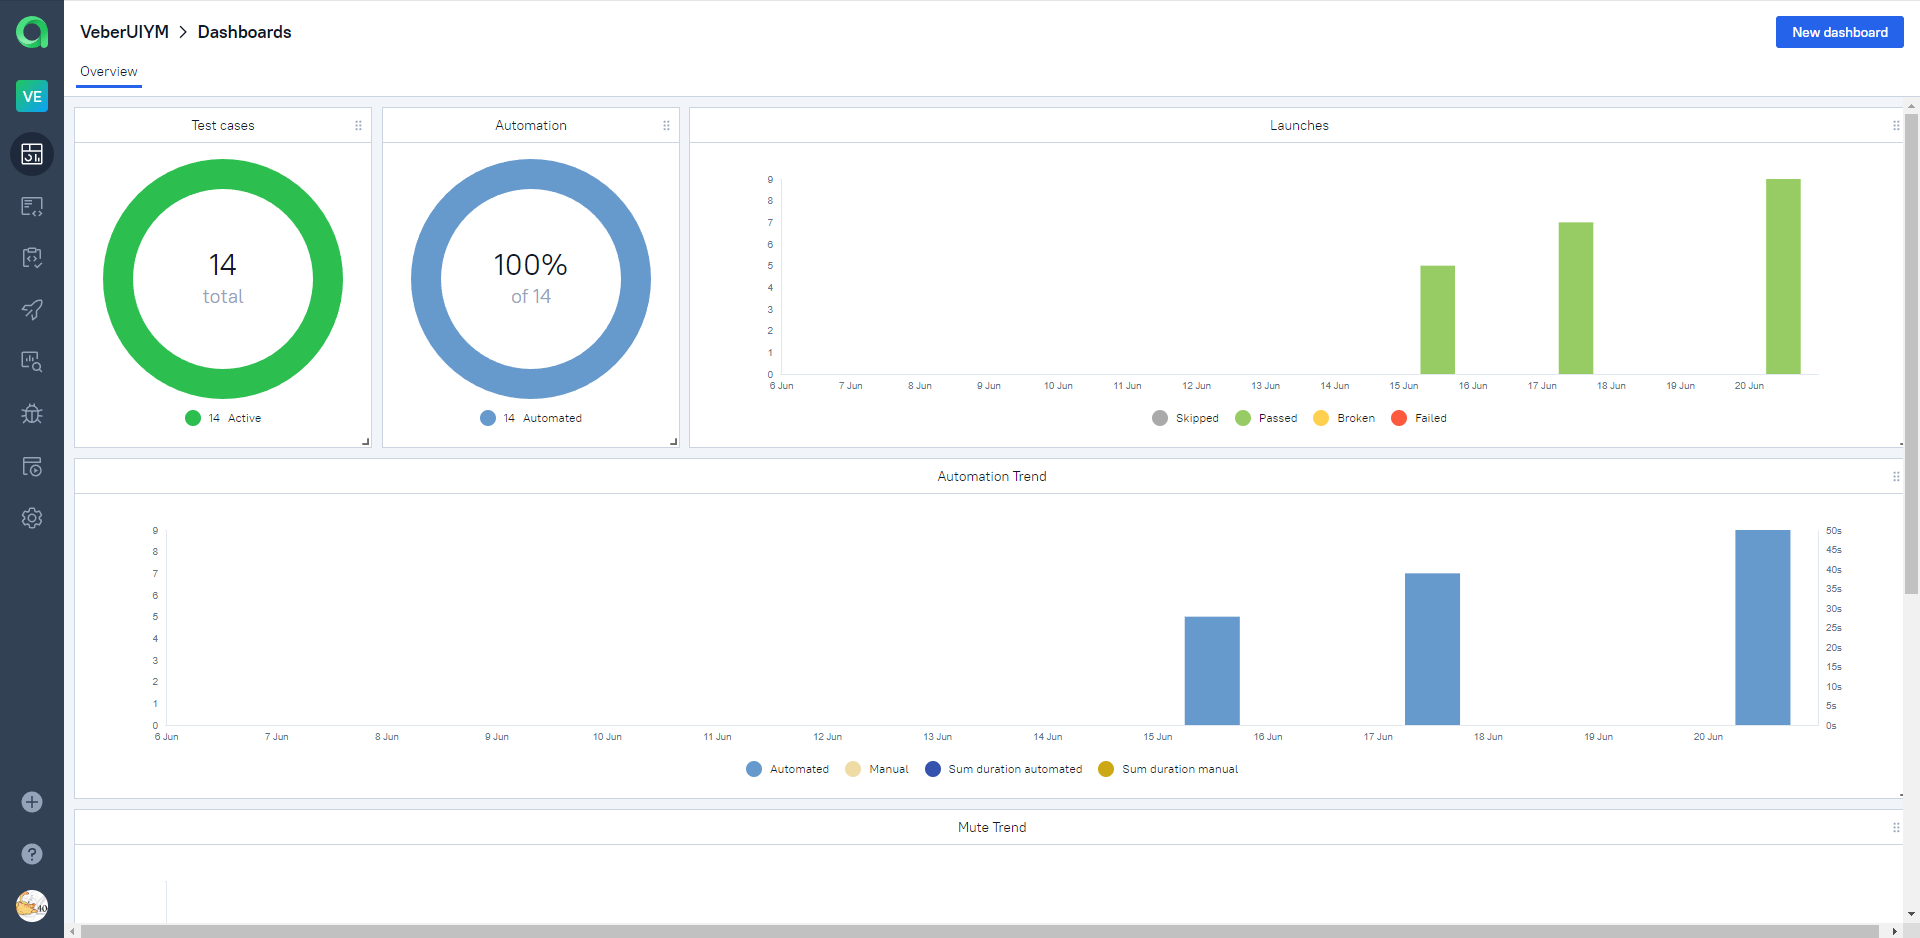 VeberUIYM > Dashboards
New dashboard
Overview
VE
Test cases
14
total
14 Active
Automation
100%
of 14
14 Automated
Launches
9
8
7
6
5
4
3
2
1
0
6 Jun 7 Jun 8 Jun 9 Jun 10 Jun 11 Jun 12 Jun 13 Jun 14 Jun 15 Jun 16 Jun 17 Jun 18 Jun 19 Jun 20 Jun
Skipped Passed Broken Failed
Automation Trend
9
8
7
6
5
4
3
2
1
0
50s
45s
40s
35s
30s
25s
20s
15s
10s
5s
0s
6 Jun 7 Jun 8 Jun 9 Jun 10 Jun 11 Jun 12 Jun 13 Jun 14 Jun 15 Jun 16 Jun 17 Jun 18 Jun 19 Jun 20 Jun
Automated Manual Sum duration automated Sum duration manual
Mute Trend